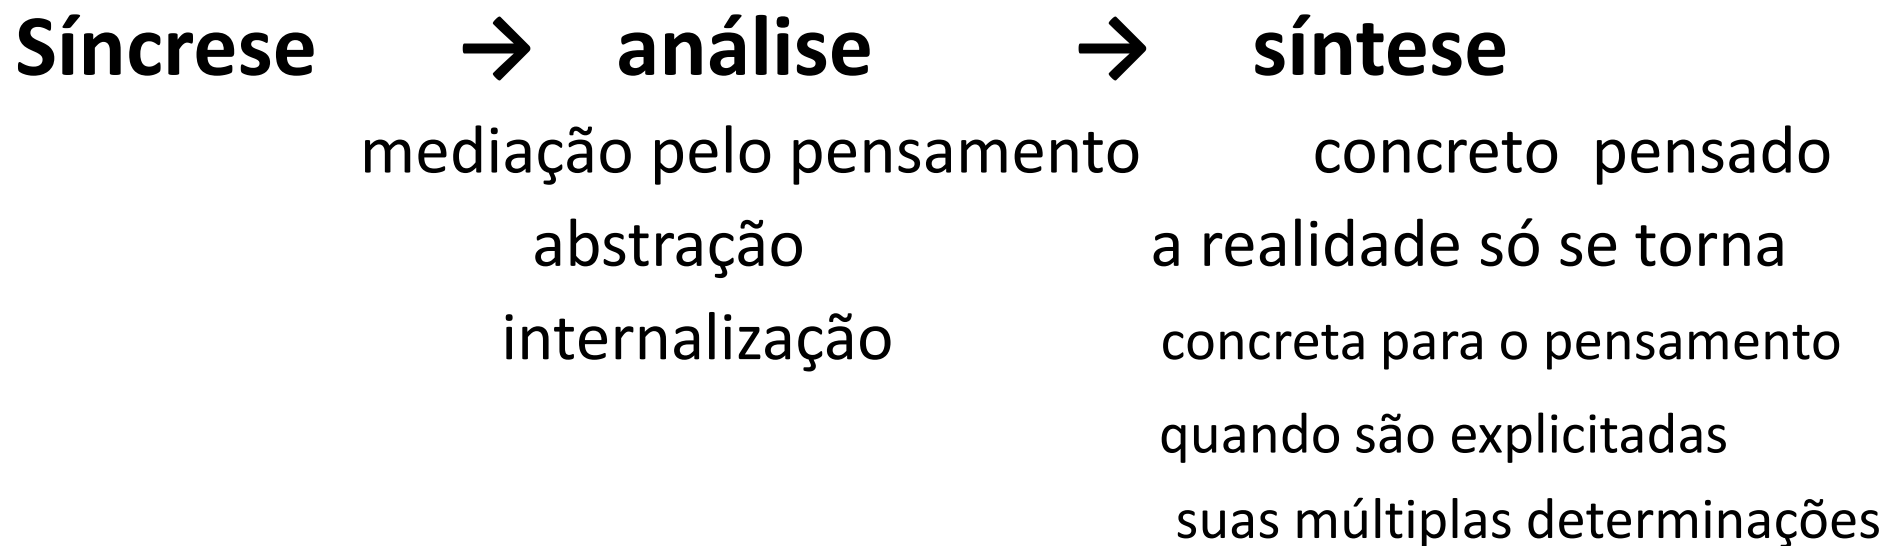 Síncrese → análise → síntese
mediação pelo pensamento concreto pensado
abstração a realidade só se torna
internalização concreta para o pensamento
quando são explicitadas
suas múltiplas determinações